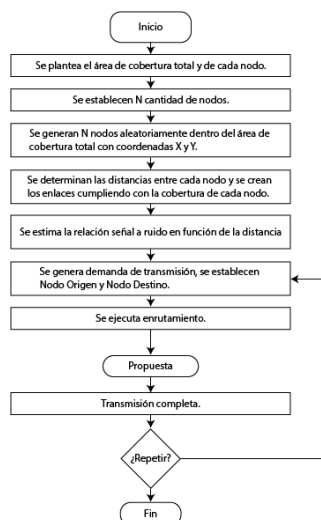 Inicio
Se plantea el área de cobertura total y de cada nodo.
Se establecen N cantidad de nodos.
Se generan N nodos aleatoriamente dentro del área de
cobertura total con coordenadas X y Y.
Se determinan las distancias entre cada nodo y se crean
los enlaces cumpliendo con la cobertura de cada nodo.
Se estima la relación señal a ruido en función de la distancia
Se genera demanda de transmisión, se establecen
Nodo Origen y Nodo Destino.
Se ejecuta enrutamiento.
Propuesta
Transmisión completa.
¿Repetir?
Fin